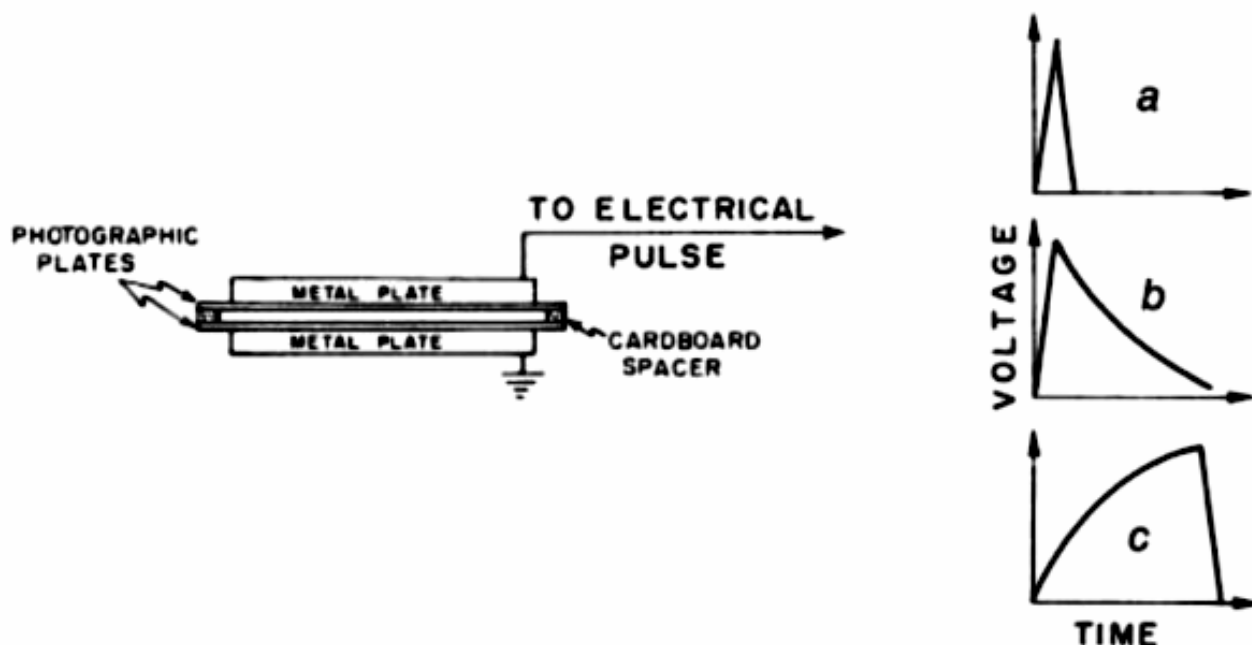 PHOTOGRAPHIC
PLATES
METAL PLATE
METAL PLATE
TO ELECTRICAL
PULSE
CARDBOARD
SPACER
a
b
c
VOLTAGE
TIME